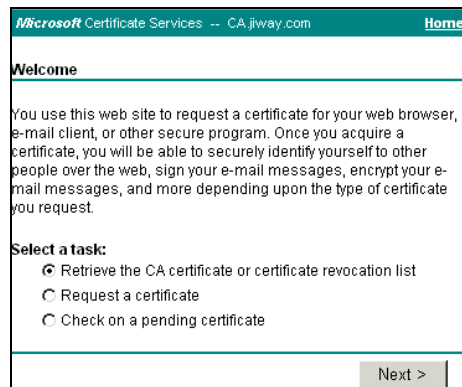 Microsoft Certificate Services -- CA.jiway.com Home
Welcome
You use this web site to request a certificate for your web browser,
e-mail client, or other secure program. Once you acquire a
certificate, you will be able to securely identify yourself to other
people over the web, sign your e-mail messages, encrypt your e-
mail messages, and more depending upon the type of certificate
you request.
Select a task:
Retrieve the CA certificate or certificate revocation list
Request a certificate
Check on a pending certificate
Next >